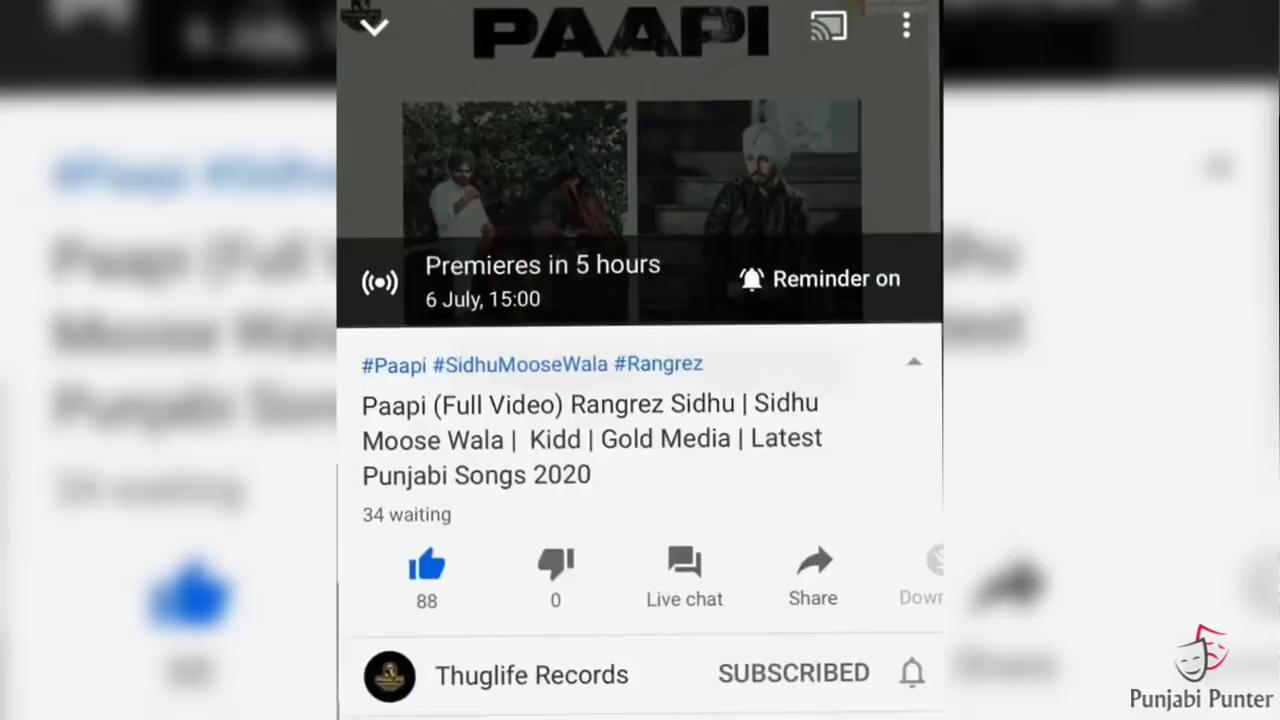 PAAPI
Premieres in 5 hours
6 July, 15:00
Reminder on
#Paapi #SidhuMooseWala #Rangrez
Paapi (Full Video) Rangrez Sidhu | Sidhu
Moose Wala | Kidd | Gold Media | Latest
Punjabi Songs 2020
34 waiting
88
0
Live chat
Share
Down
Thuglife Records
SUBSCRIBED
Punjabi Punter